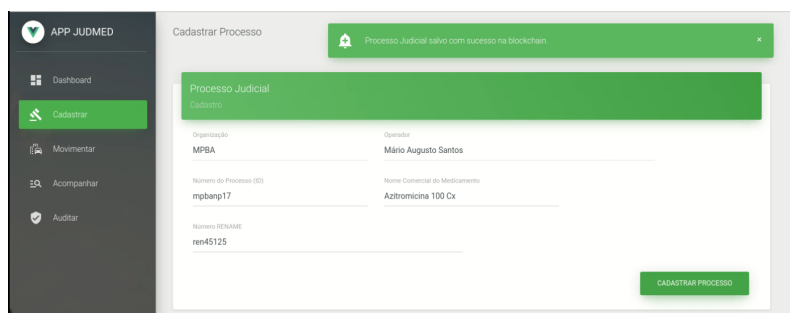 APP JUDMED
Dashboard
Cadastrar
Movimentar
Acompanhar
Auditar
Cadastrar Processo
Processo Judicial salvo com sucesso na blockchain
×
Processo Judicial
Cadastro
Organização
MPBA
Operador
Mário Augusto Santos
Número do Processo (ID)
mpbanp17
Nome Comercial do Medicamento
Azitromicina 100 Cx
Número RENAME
ren45125
CADASTRAR PROCESSO